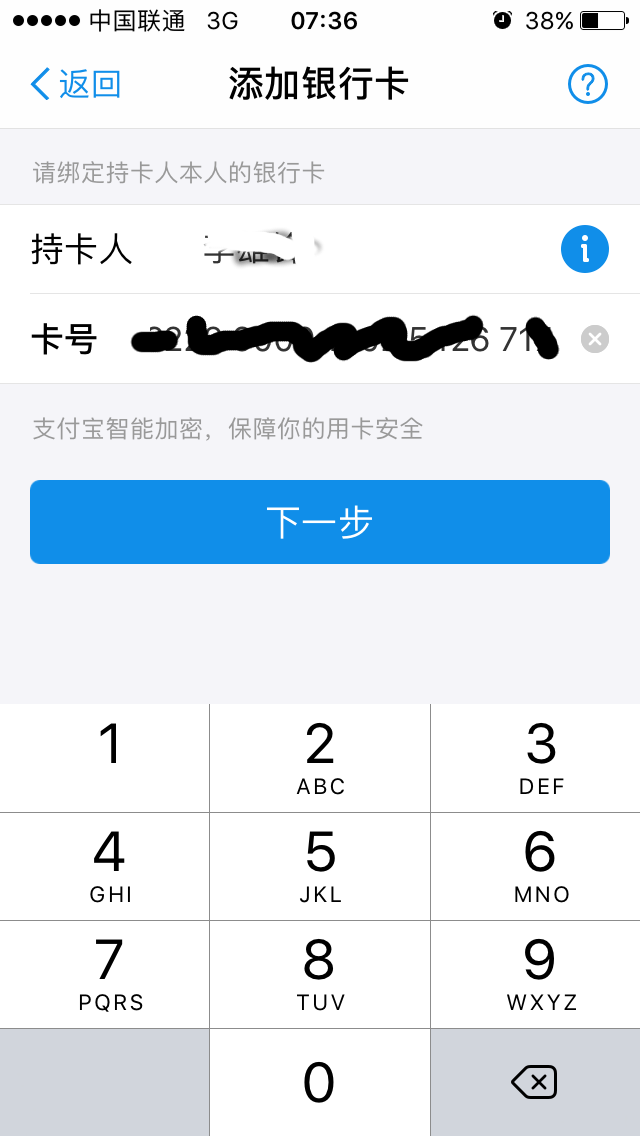 中国联通 3G 07:36 38%
返回 添加银行卡 ?
请绑定持卡人本人的银行卡
持卡人
卡号
支付宝智能加密，保障你的用卡安全
下一步
1 2 3
ABC DEF
4 5 6
GHI JKL MNO
7 8 9
PQRS TUV WXYZ
0